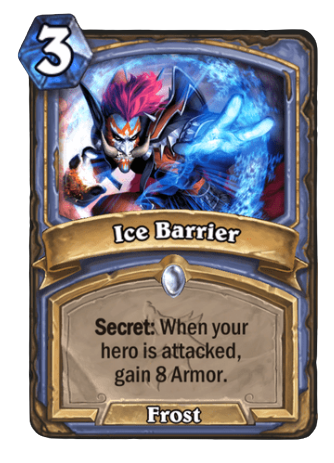 3
Ice Barrier
Secret: When your
hero is attacked,
gain 8 Armor.
Frost